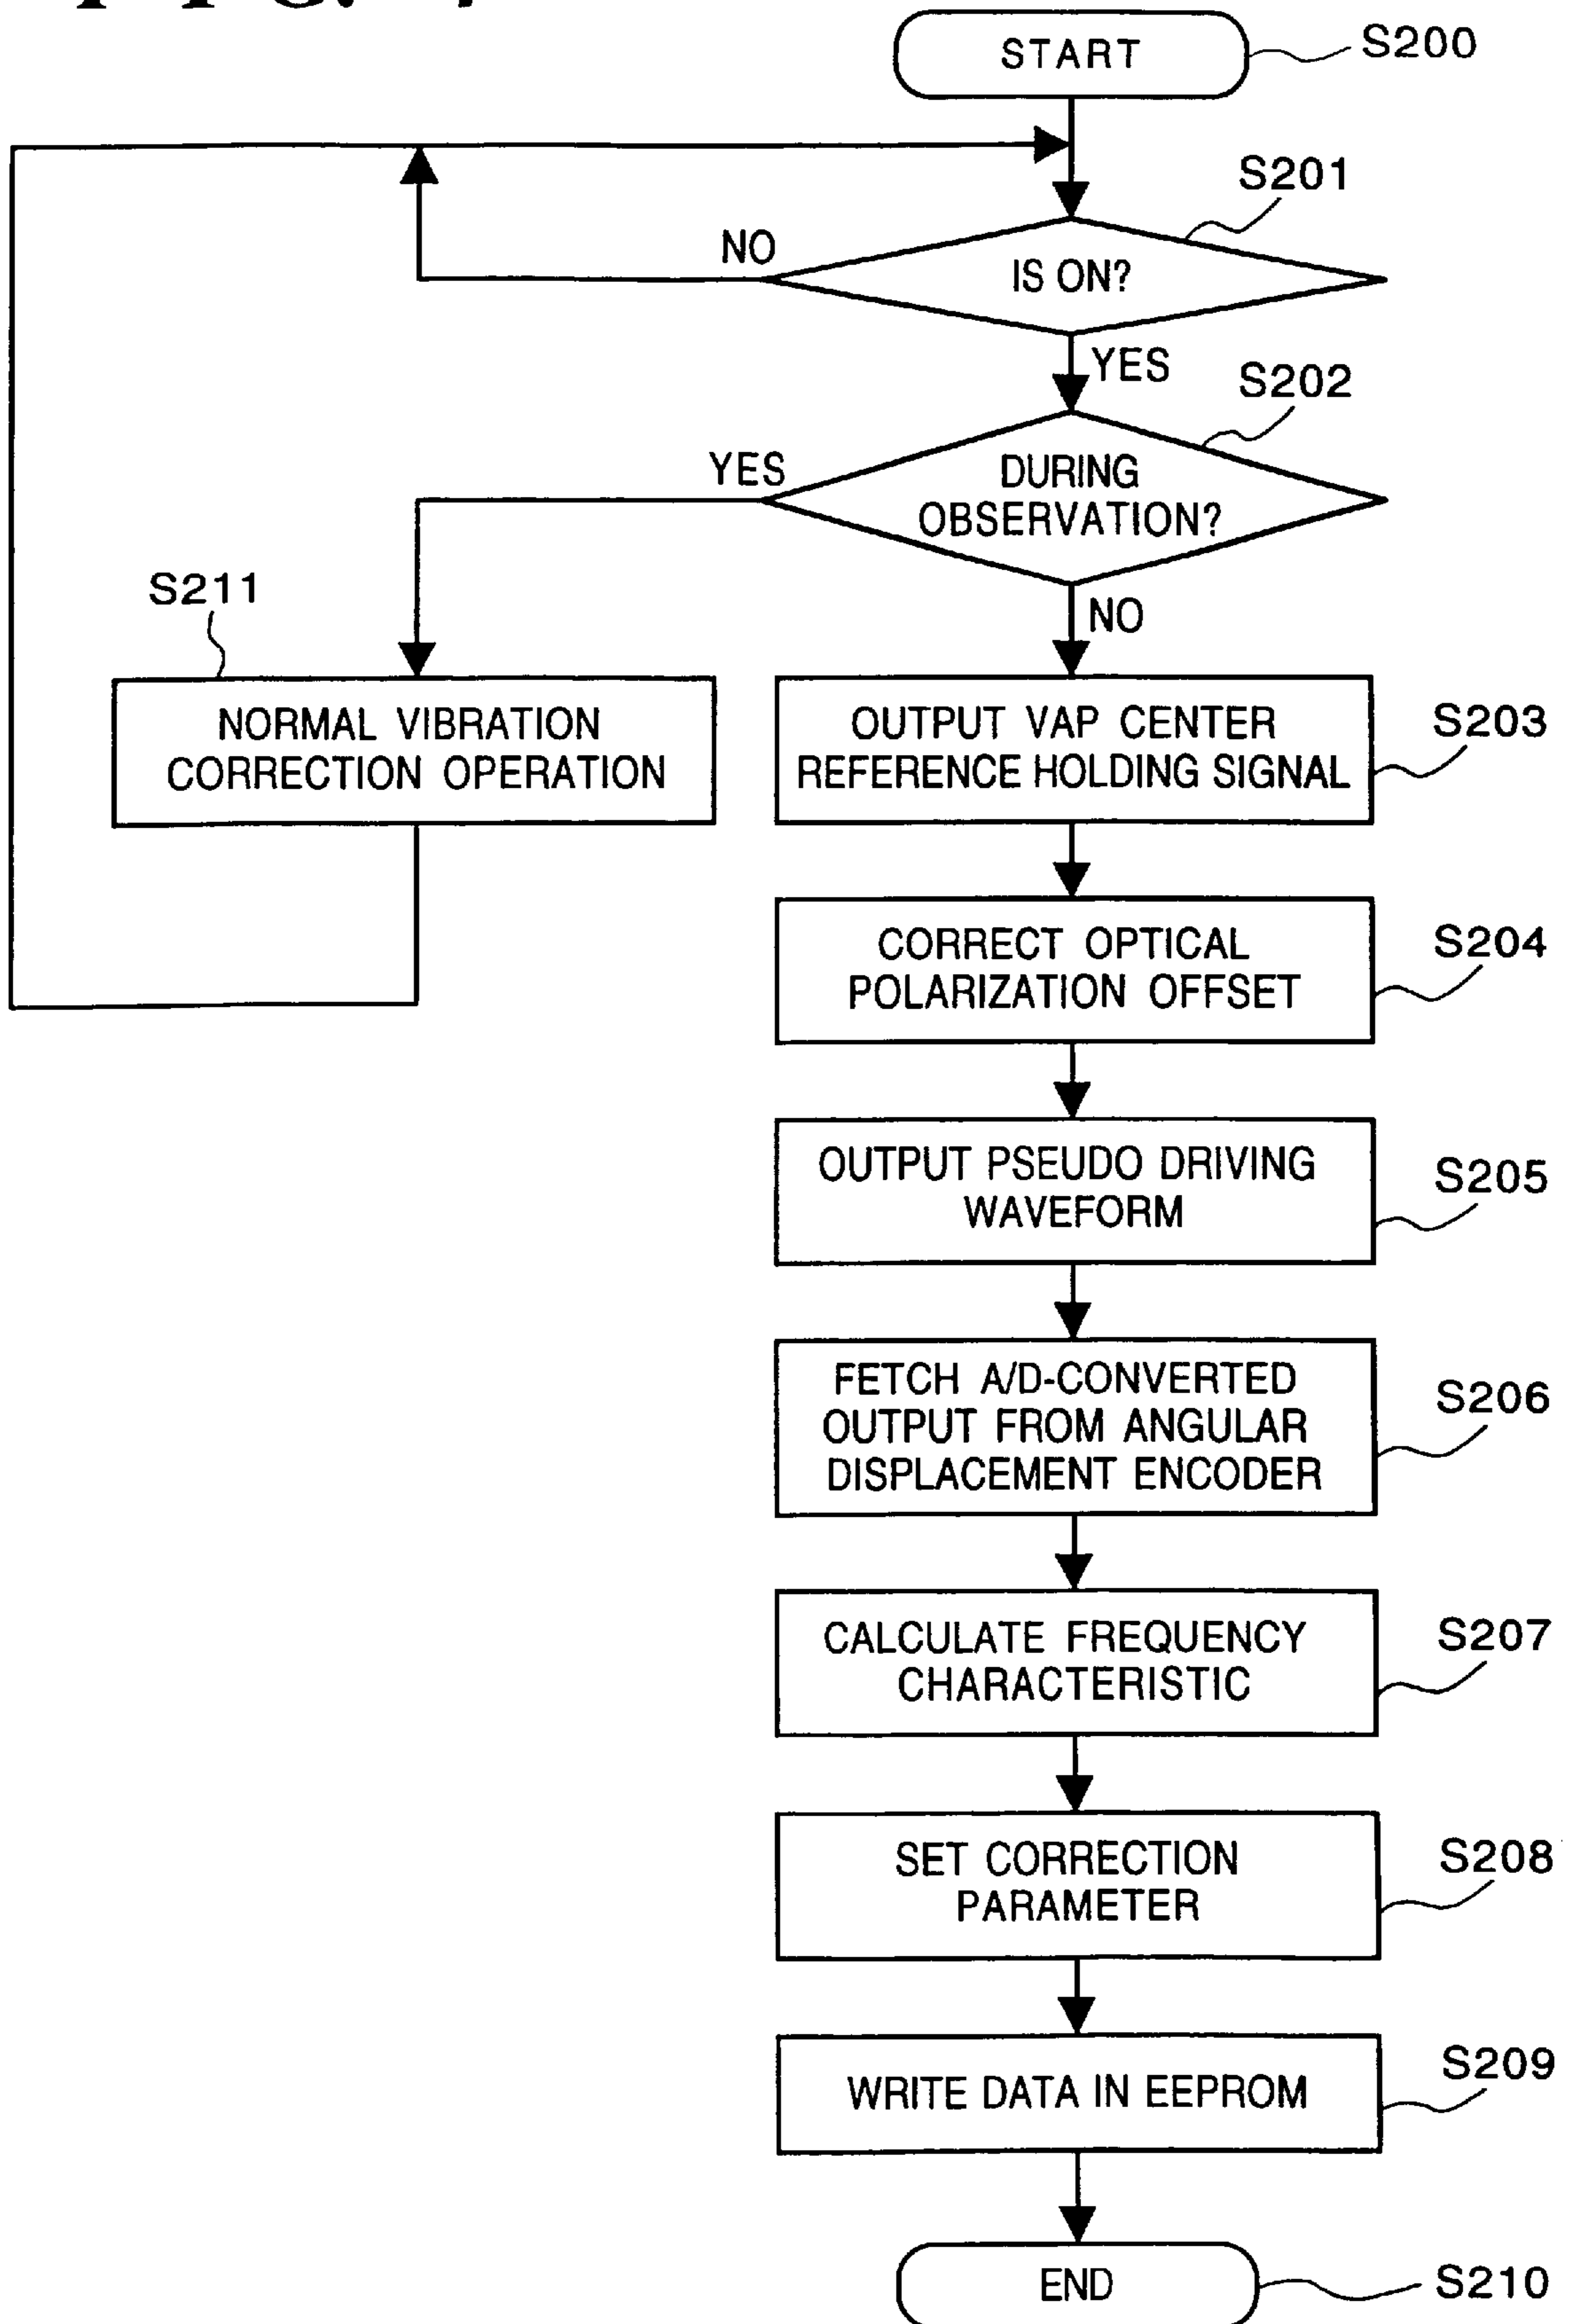 START
S200
S201
NO
IS ON?
YES
S202
YES
DURING
OBSERVATION?
NO
S211
NORMAL VIBRATION
CORRECTION OPERATION
OUTPUT VAP CENTER
REFERENCE HOLDING SIGNAL
S203
CORRECT OPTICAL
POLARIZATION OFFSET
S204
OUTPUT PSEUDO DRIVING
WAVEFORM
S205
FETCH A/D-CONVERTED
OUTPUT FROM ANGULAR
DISPLACEMENT ENCODER
S206
CALCULATE FREQUENCY
CHARACTERISTIC
S207
SET CORRECTION
PARAMETER
S208
WRITE DATA IN EEPROM
S209
END
S210